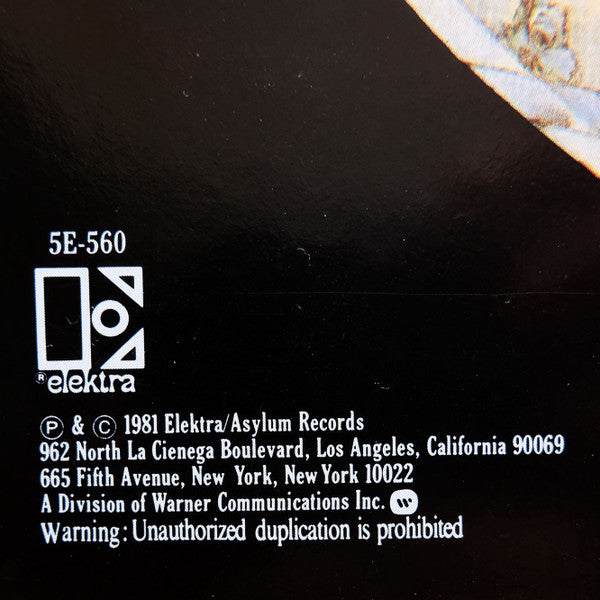 5E-560
® elektra
Ⓟ & © 1981 Elektra/Asylum Records
962 North La Cienega Boulevard, Los Angeles, California 90069
665 Fifth Avenue, New York, New York 10022
A Division of Warner Communications Inc.
Warning: Unauthorized duplication is prohibited